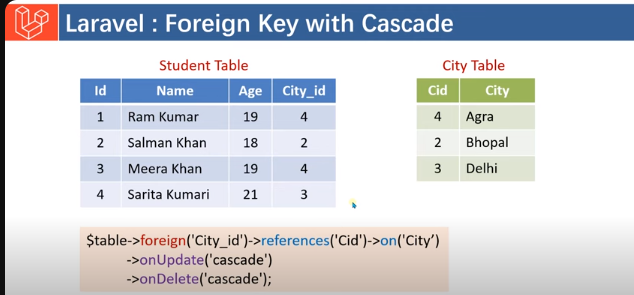 Laravel : Foreign Key with Cascade
Student Table
Id Name Age City_id
1 Ram Kumar 19 4
2 Salman Khan 18 2
3 Meera Khan 19 4
4 Sarita Kumari 21 3
City Table
Cid City
4 Agra
2 Bhopal
3 Delhi
$table->foreign('City_id')->references('Cid')->on('City’)
->onUpdate('cascade')
->onDelete('cascade');